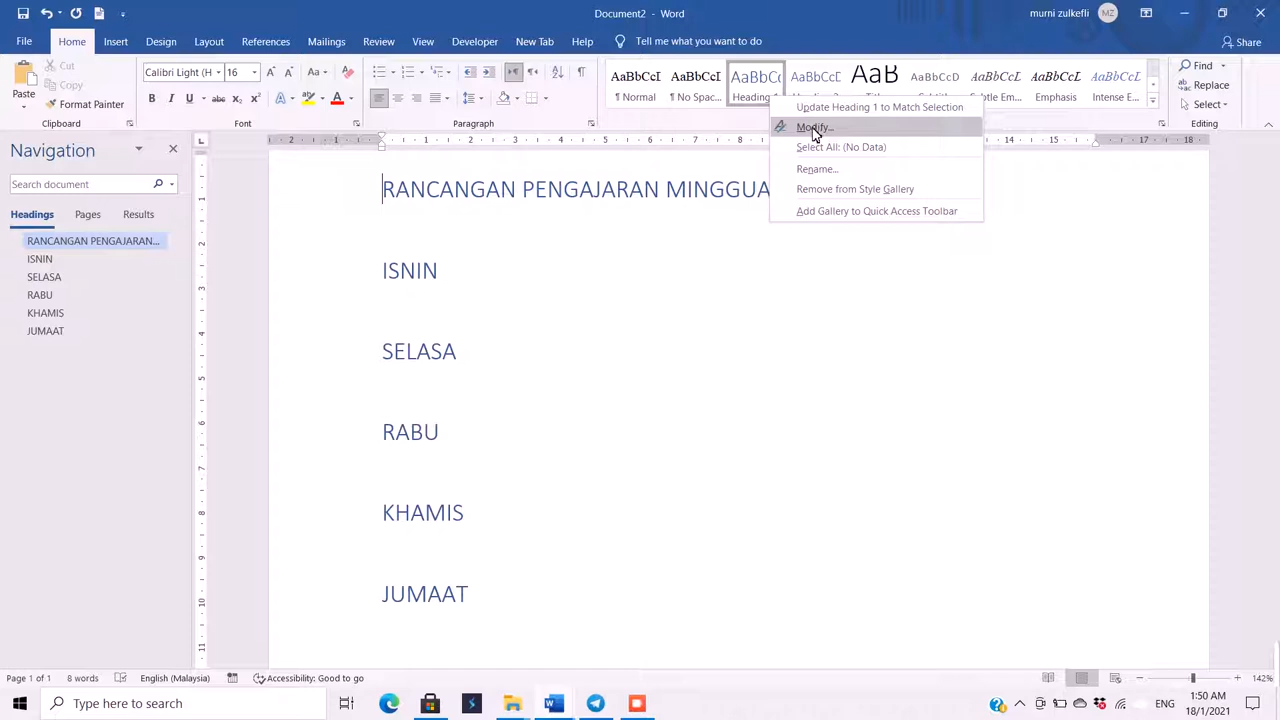 Document2 - Word
murni zulkefli
MZ
File
Home
Insert
Design
Layout
References
Mailings
Review
View
Developer
New Tab
Help
Tell me what you want to do
Share
Paste
Cut
Copy
Format Painter
Calibri Light (H
16
AaBbCcI
¶ Normal
AaBbCcI
¶ No Spac...
AaBbCc
Heading 1
AaBbCcI
AaB
AaBbCcD
AaBbCcI
Subtle Em...
AaBbCcI
Emphasis
AaBbCcI
Intense E...
Find
Replace
Select
Clipboard
Font
Paragraph
Editing
Update Heading 1 to Match Selection
Modify...
Select All: (No Data)
Rename...
Remove from Style Gallery
Add Gallery to Quick Access Toolbar
Navigation
Search document
Headings
Pages
Results
RANCANGAN PENGAJARAN...
ISNIN
SELASA
RABU
KHAMIS
JUMAAT
RANCANGAN PENGAJARAN MINGGUA
ISNIN
SELASA
RABU
KHAMIS
JUMAAT
Page 1 of 1
8 words
English (Malaysia)
Accessibility: Good to go
142%
Type here to search
ENG
1:50 AM
18/1/2021